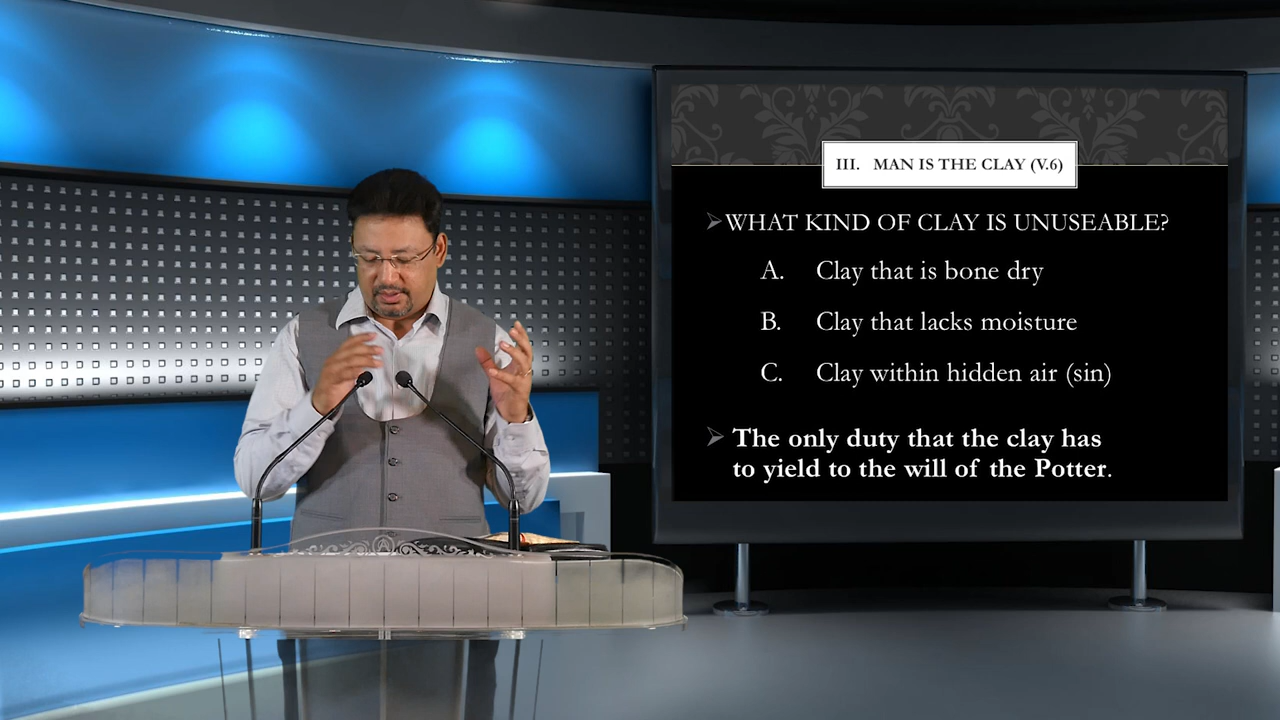 III. MAN IS THE CLAY (V.6)
➢WHAT KIND OF CLAY IS UNUSEABLE?
A. Clay that is bone dry
B. Clay that lacks moisture
C. Clay within hidden air (sin)
➢ The only duty that the clay has
to yield to the will of the Potter.